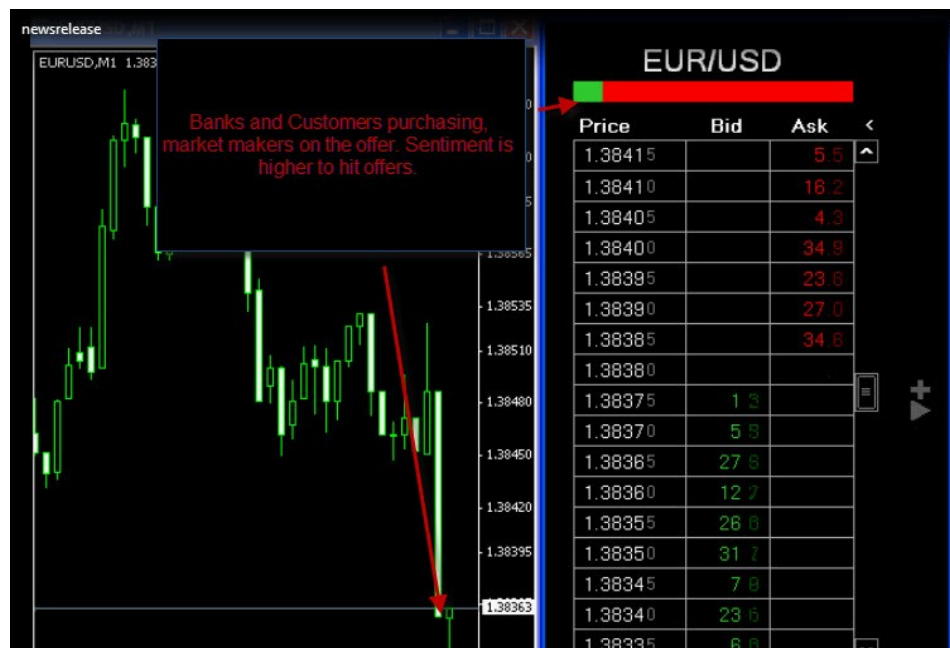 newsrelease
EURUSD,M1 1.383
Banks and Customers purchasing,
market makers on the offer. Sentiment is
higher to hit offers.
1.38565
1.38535
1.38510
1.38480
1.38450
1.38420
1.38395
1.38363
EUR/USD
Price Bid Ask <
1.38415 5.5
1.38410 16.2
1.38405 4.3
1.38400 34.9
1.38395 23.6
1.38390 27.0
1.38385 34.6
1.38380
1.38375 1 3
1.38370 5 8
1.38365 27 6
1.38360 12 7
1.38355 26 6
1.38350 31 7
1.38345 7 8
1.38340 23 6
1.38335